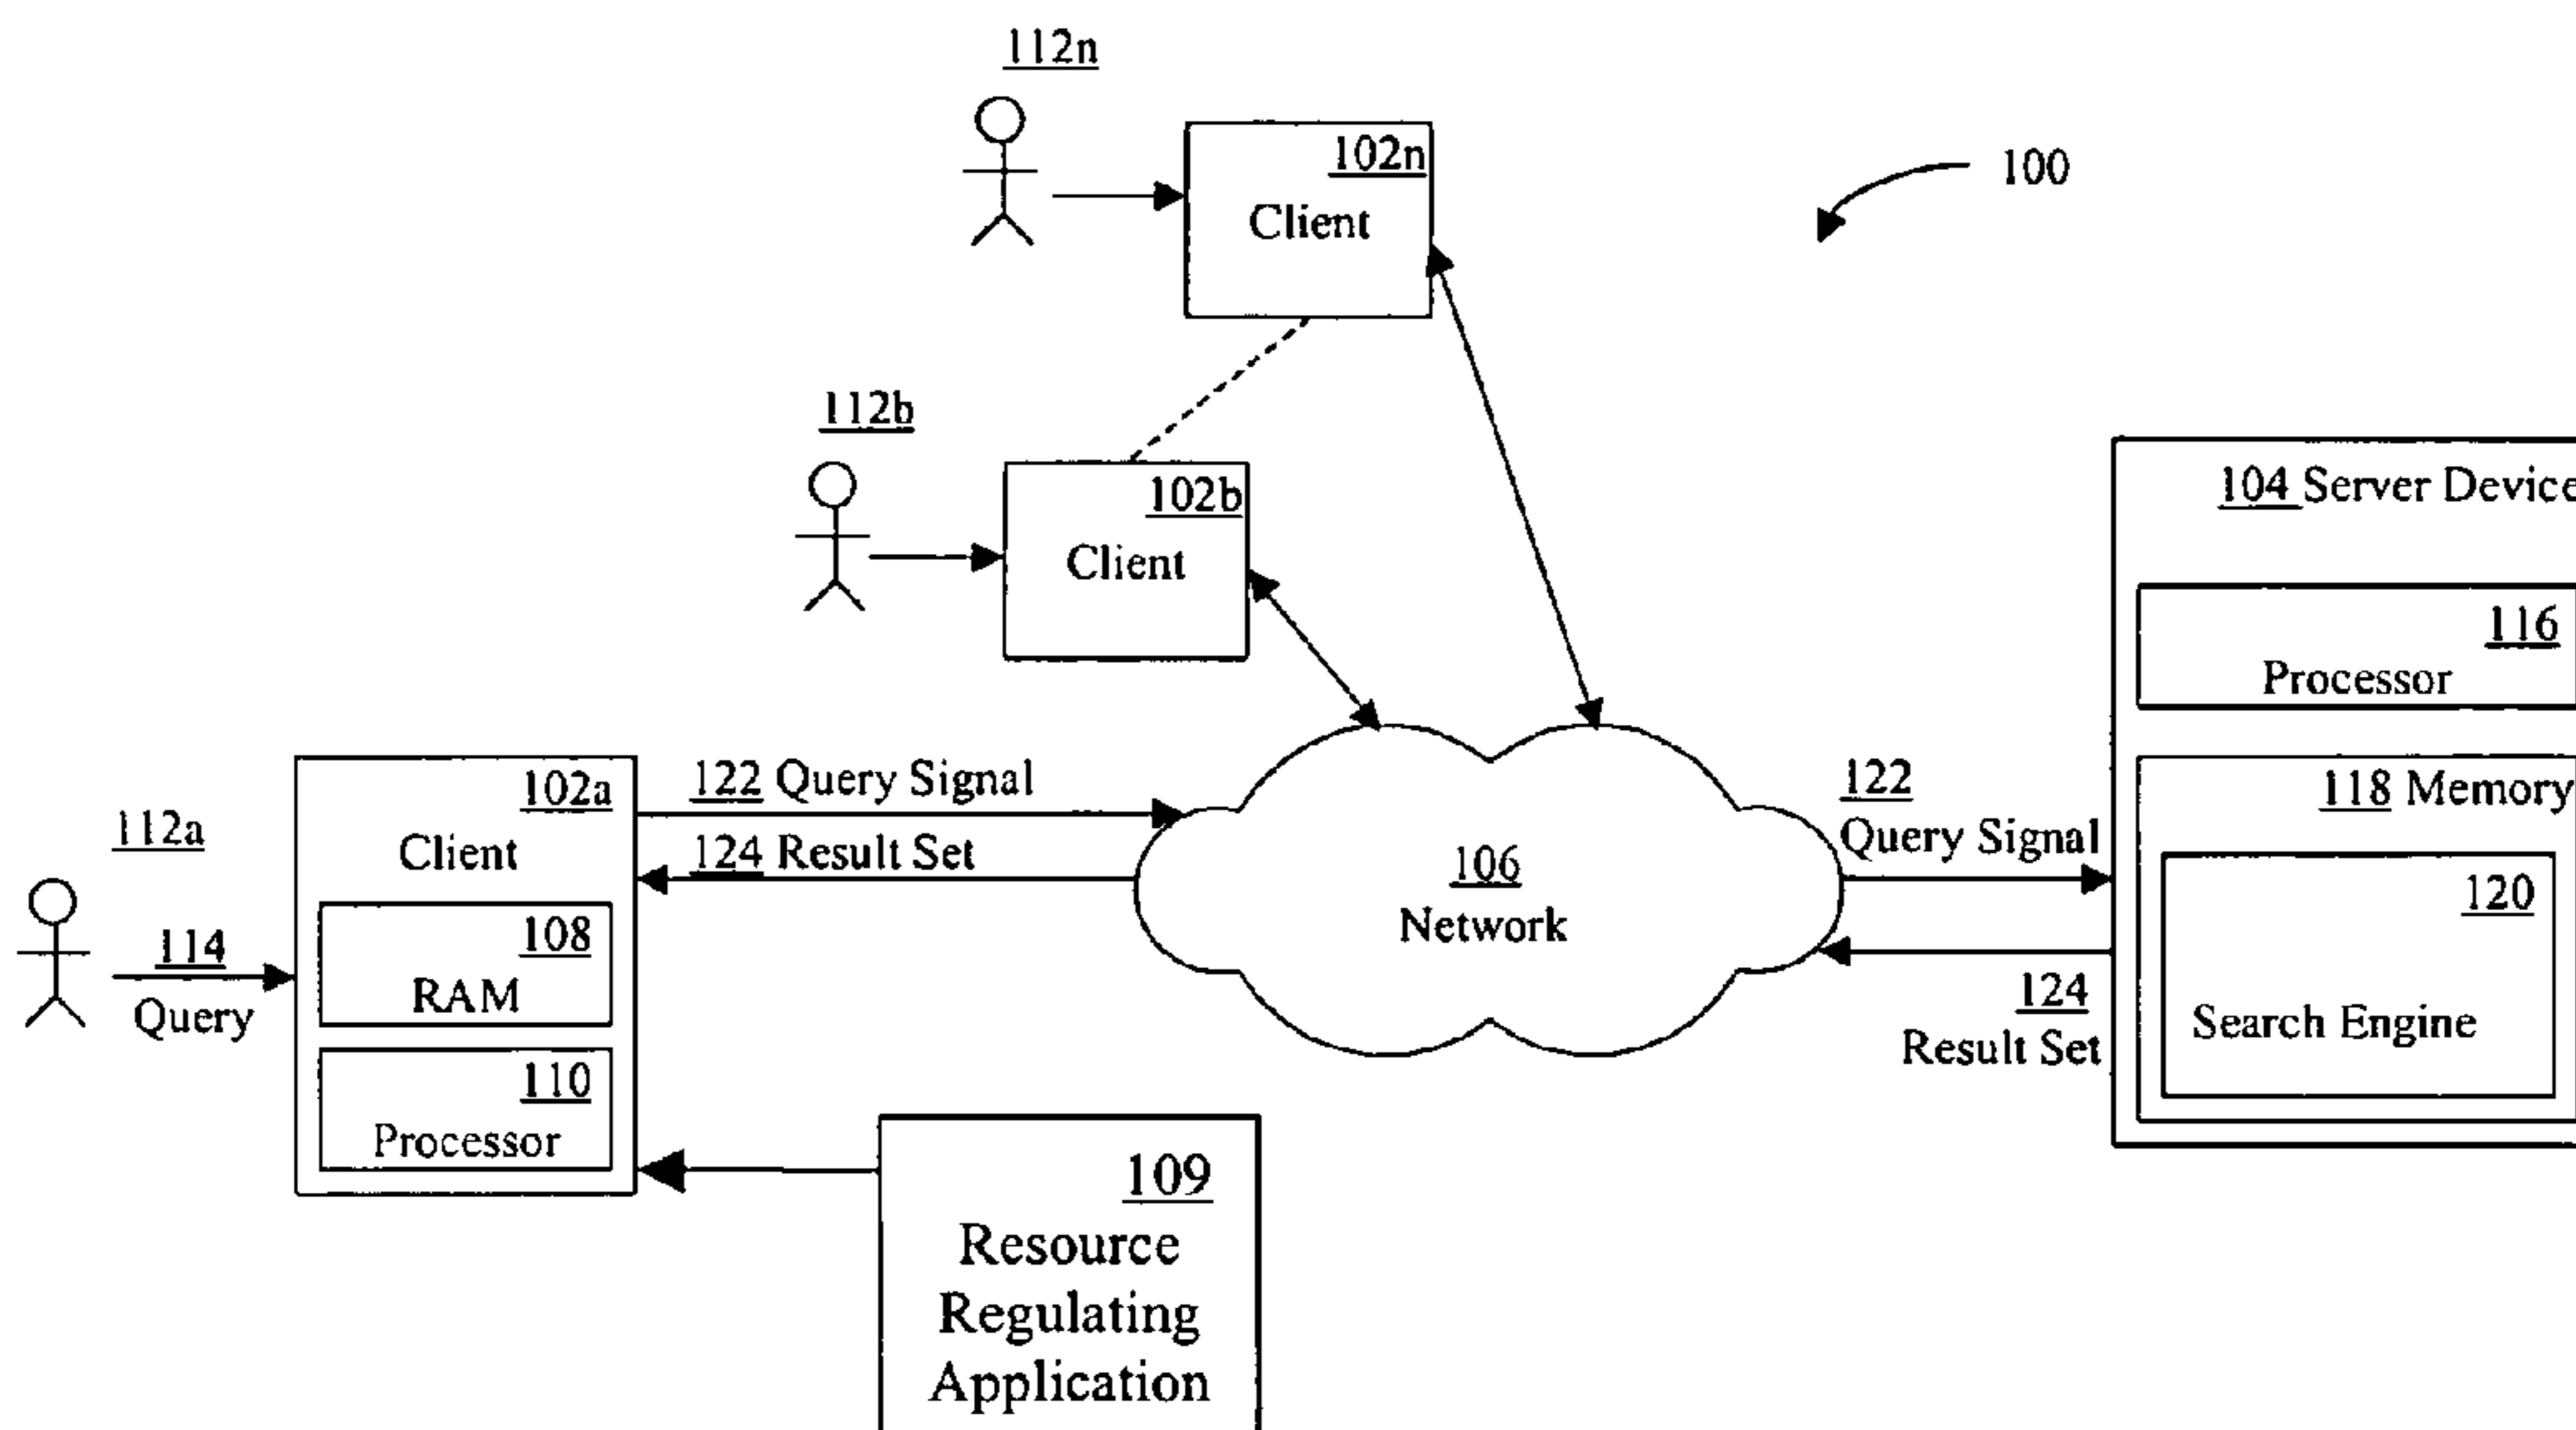 112n
102n
Client
100
112b
102b
Client
104 Server Device
116
Processor
118 Memory
120
Search Engine
112a
114
Query
102a
Client
108
RAM
110
Processor
122 Query Signal
124 Result Set
106
Network
122
Query Signal
124
Result Set
109
Resource
Regulating
Application